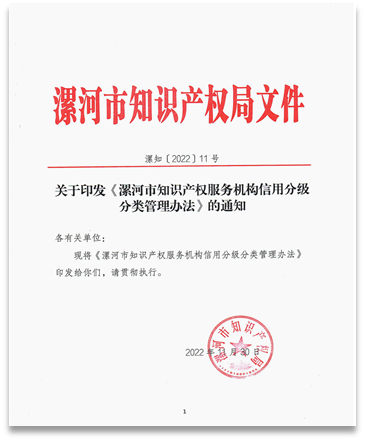 漯河市知识产权局文件
漯知〔2022〕11号
关于印发《漯河市知识产权服务机构信用分级
分类管理办法》的通知
各有关单位:
现将《漯河市知识产权服务机构信用分级分类管理办法》
印发给你们,请贯彻执行。
漯河市知识产权局
2022年11月30日
1